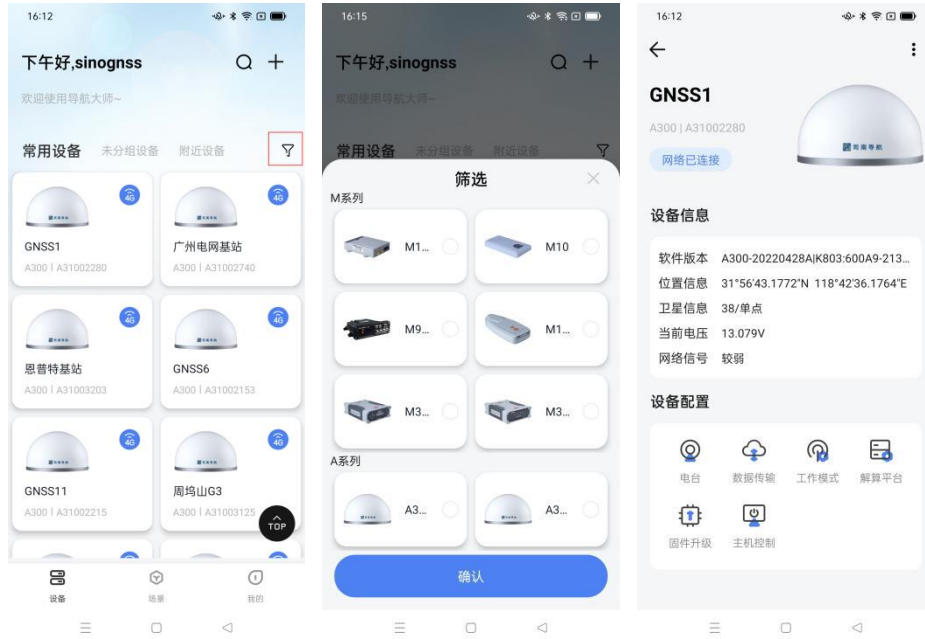 16:12
下午好,sinognss
欢迎使用导航大师~
常用设备 未分组设备 附近设备
4G 4G
GNSS1 广州电网基站
A300 | A31002280 A300 | A31002740
4G 4G
恩普特基站 GNSS6
A300 | A31003203 A300 | A31002153
4G 4G
GNSS11 周坞山G3
A300 | A31002215 A300 | A31003125
TOP
设备 场景 我的
16:15
下午好,sinognss
欢迎使用导航大师~
常用设备 未分组设备 附近设备
筛选
M系列
M1... M10
M9... M1...
M3... M3...
A系列
A3... A3...
确认
16:12
GNSS1
A300 | A31002280
司南导航
网络已连接
设备信息
软件版本 A300-20220428A|K803:600A9-213...
位置信息 31°56'43.1772"N 118°42'36.1764"E
卫星信息 38/单点
当前电压 13.079V
网络信号 较弱
设备配置
电台 数据传输 工作模式 解算平台
固件升级 主机控制